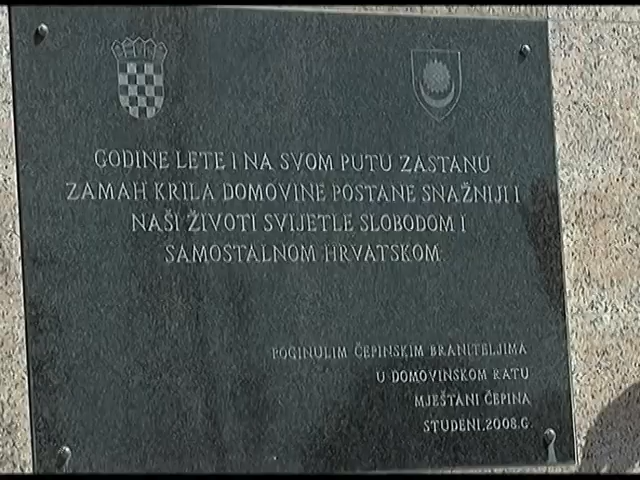 GODINE LETE I NA SVOM PUTU ZASTANU
ZAMAH KRILA DOMOVINE POSTANE SNAŽNIJI I
NAŠI ŽIVOTI SVIJETLE SLOBODOM I
SAMOSTALNOM HRVATSKOM
POGINULIM ČEPINSKIM BRANITELJIMA
U DOMOVINSKOM RATU
MJEŠTANI ČEPINA
STUDENI.2008.G.